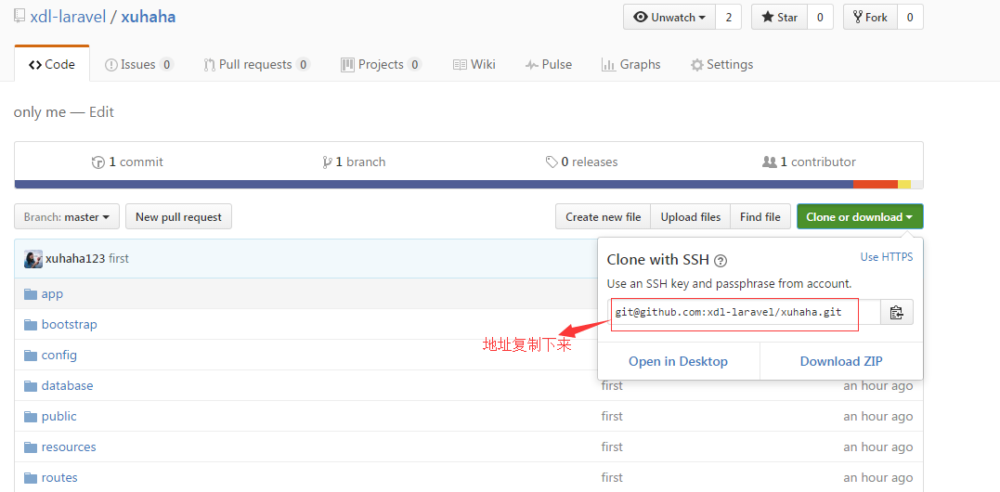 xdl-laravel / xuhaha
Unwatch 2 Star 0 Fork 0
Code Issues 0 Pull requests 0 Projects 0 Wiki Pulse Graphs Settings
only me — Edit
1 commit 1 branch 0 releases 1 contributor
Branch: master New pull request Create new file Upload files Find file Clone or download
xuhaha123 first
Clone with SSH ? Use HTTPS
Use an SSH key and passphrase from account.
git@github.com:xdl-laravel/xuhaha.git
地址复制下来
Open in Desktop Download ZIP
app
bootstrap
config
database first an hour ago
public first an hour ago
resources first an hour ago
routes first an hour ago